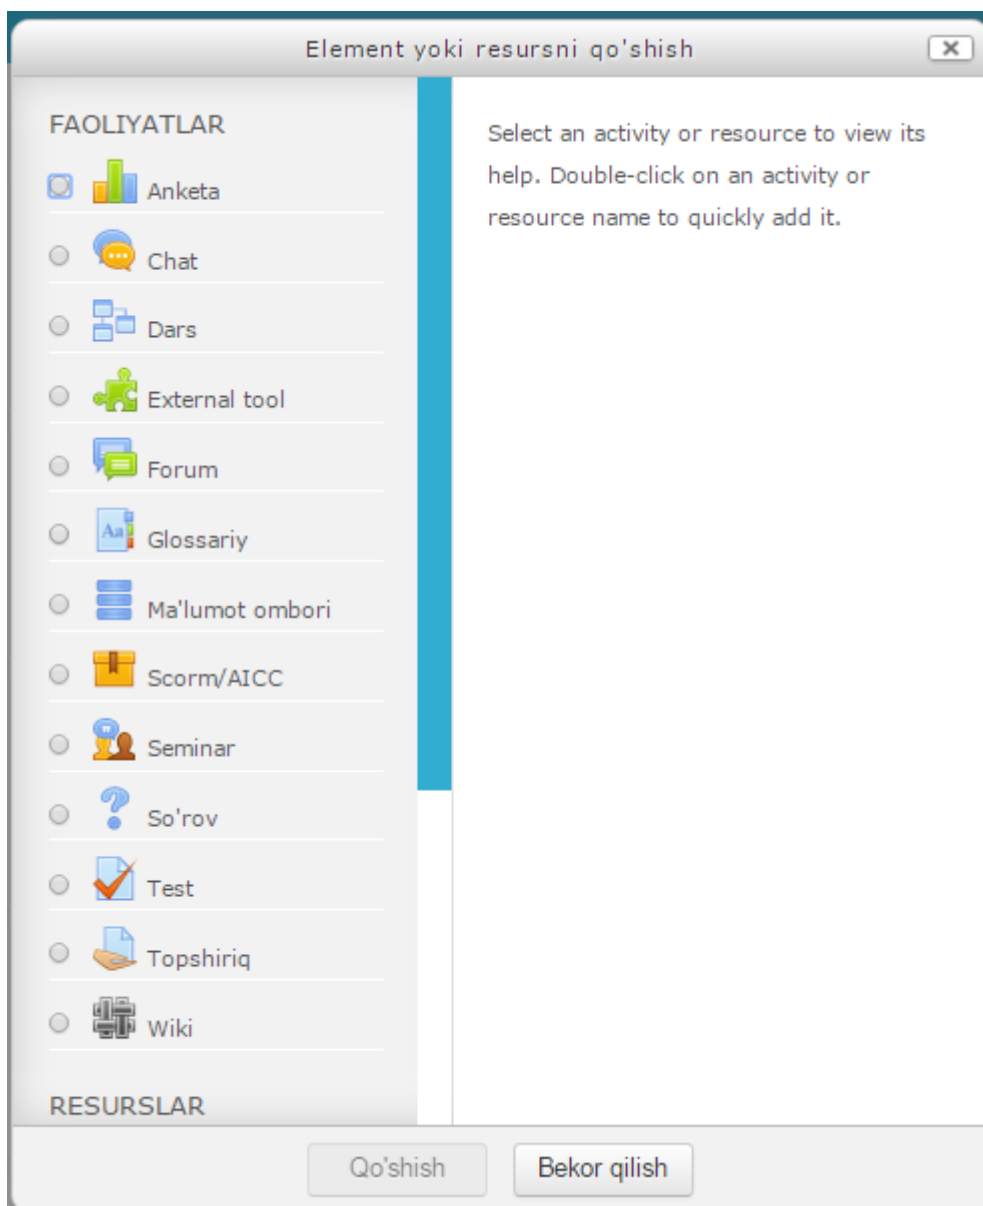 Element yoki resursni qo'shish
FAOLIYATLAR
Anketa
Chat
Dars
External tool
Forum
Glossariy
Ma'lumot ombori
Scorm/AICC
Seminar
So'rov
Test
Topshiriq
Wiki
RESURSLAR
Select an activity or resource to view its
help. Double-click on an activity or
resource name to quickly add it.
Qo'shish
Bekor qilish